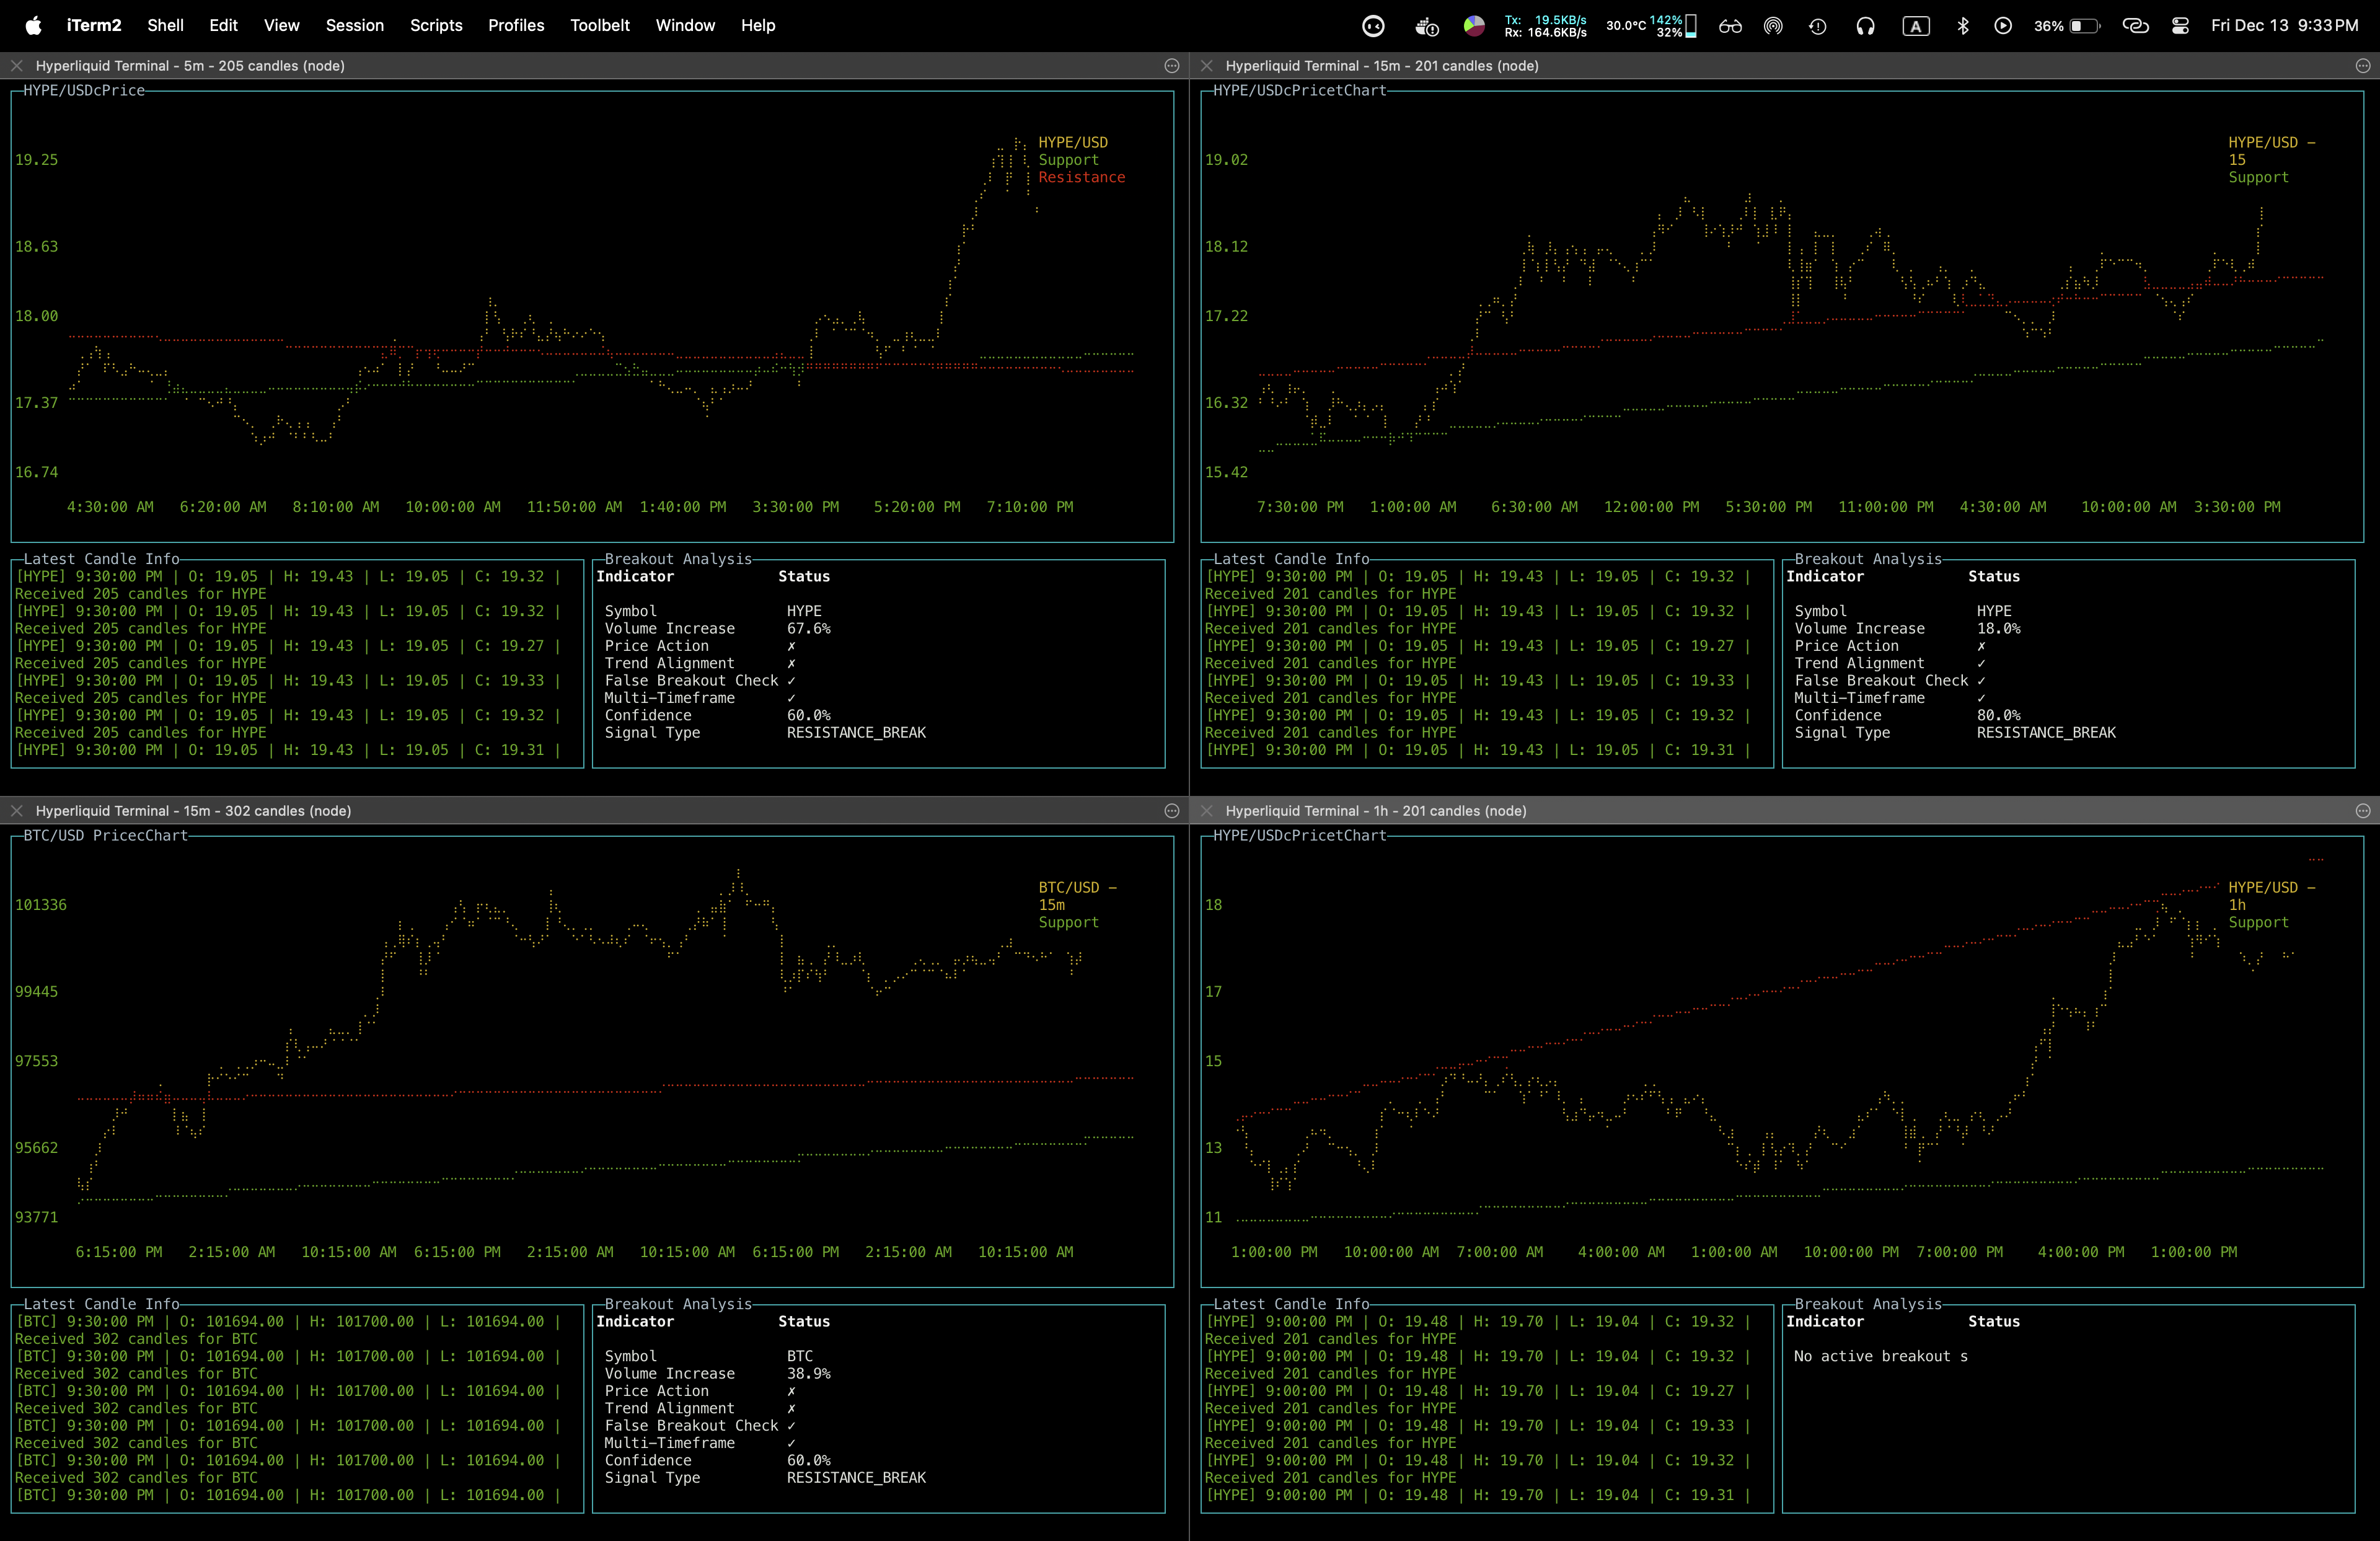 iTerm2 Shell Edit View Session Scripts Profiles Toolbelt Window Help
Tx: 19.5KB/s
Rx: 164.6KB/s
30.0°C 142%
32%
A
36%
Fri Dec 13 9:33 PM
Hyperliquid Terminal - 5m - 205 candles (node)
HYPE/USDcPrice
HYPE/USD
Support
Resistance
19.25
18.63
18.00
17.37
16.74
4:30:00 AM 6:20:00 AM 8:10:00 AM 10:00:00 AM 11:50:00 AM 1:40:00 PM 3:30:00 PM 5:20:00 PM 7:10:00 PM
Latest Candle Info
[HYPE] 9:30:00 PM | O: 19.05 | H: 19.43 | L: 19.05 | C: 19.32 |
Received 205 candles for HYPE
[HYPE] 9:30:00 PM | O: 19.05 | H: 19.43 | L: 19.05 | C: 19.32 |
Received 205 candles for HYPE
[HYPE] 9:30:00 PM | O: 19.05 | H: 19.43 | L: 19.05 | C: 19.27 |
Received 205 candles for HYPE
[HYPE] 9:30:00 PM | O: 19.05 | H: 19.43 | L: 19.05 | C: 19.33 |
Received 205 candles for HYPE
[HYPE] 9:30:00 PM | O: 19.05 | H: 19.43 | L: 19.05 | C: 19.32 |
Received 205 candles for HYPE
[HYPE] 9:30:00 PM | O: 19.05 | H: 19.43 | L: 19.05 | C: 19.31 |
Breakout Analysis
Indicator Status
Symbol HYPE
Volume Increase 67.6%
Price Action ✗
Trend Alignment ✗
False Breakout Check ✓
Multi-Timeframe ✓
Confidence 60.0%
Signal Type RESISTANCE_BREAK
Hyperliquid Terminal - 15m - 201 candles (node)
HYPE/USDcPricetChart
HYPE/USD -
15
Support
19.02
18.12
17.22
16.32
15.42
7:30:00 PM 1:00:00 AM 6:30:00 AM 12:00:00 PM 5:30:00 PM 11:00:00 PM 4:30:00 AM 10:00:00 AM 3:30:00 PM
Latest Candle Info
[HYPE] 9:30:00 PM | O: 19.05 | H: 19.43 | L: 19.05 | C: 19.32 |
Received 201 candles for HYPE
[HYPE] 9:30:00 PM | O: 19.05 | H: 19.43 | L: 19.05 | C: 19.32 |
Received 201 candles for HYPE
[HYPE] 9:30:00 PM | O: 19.05 | H: 19.43 | L: 19.05 | C: 19.27 |
Received 201 candles for HYPE
[HYPE] 9:30:00 PM | O: 19.05 | H: 19.43 | L: 19.05 | C: 19.33 |
Received 201 candles for HYPE
[HYPE] 9:30:00 PM | O: 19.05 | H: 19.43 | L: 19.05 | C: 19.32 |
Received 201 candles for HYPE
[HYPE] 9:30:00 PM | O: 19.05 | H: 19.43 | L: 19.05 | C: 19.31 |
Breakout Analysis
Indicator Status
Symbol HYPE
Volume Increase 18.0%
Price Action ✗
Trend Alignment ✓
False Breakout Check ✓
Multi-Timeframe ✓
Confidence 80.0%
Signal Type RESISTANCE_BREAK
Hyperliquid Terminal - 15m - 302 candles (node)
BTC/USD PricecChart
BTC/USD -
15m
Support
101336
99445
97553
95662
93771
6:15:00 PM 2:15:00 AM 10:15:00 AM 6:15:00 PM 2:15:00 AM 10:15:00 AM 6:15:00 PM 2:15:00 AM 10:15:00 AM
Latest Candle Info
[BTC] 9:30:00 PM | O: 101694.00 | H: 101700.00 | L: 101694.00 |
Received 302 candles for BTC
[BTC] 9:30:00 PM | O: 101694.00 | H: 101700.00 | L: 101694.00 |
Received 302 candles for BTC
[BTC] 9:30:00 PM | O: 101694.00 | H: 101700.00 | L: 101694.00 |
Received 302 candles for BTC
[BTC] 9:30:00 PM | O: 101694.00 | H: 101700.00 | L: 101694.00 |
Received 302 candles for BTC
[BTC] 9:30:00 PM | O: 101694.00 | H: 101700.00 | L: 101694.00 |
Received 302 candles for BTC
[BTC] 9:30:00 PM | O: 101694.00 | H: 101700.00 | L: 101694.00 |
Breakout Analysis
Indicator Status
Symbol BTC
Volume Increase 38.9%
Price Action ✗
Trend Alignment ✗
False Breakout Check ✓
Multi-Timeframe ✓
Confidence 60.0%
Signal Type RESISTANCE_BREAK
Hyperliquid Terminal - 1h - 201 candles (node)
HYPE/USDcPricetChart
HYPE/USD -
1h
Support
18
17
15
13
11
1:00:00 PM 10:00:00 AM 7:00:00 AM 4:00:00 AM 1:00:00 AM 10:00:00 PM 7:00:00 PM 4:00:00 PM 1:00:00 PM
Latest Candle Info
[HYPE] 9:00:00 PM | O: 19.48 | H: 19.70 | L: 19.04 | C: 19.32 |
Received 201 candles for HYPE
[HYPE] 9:00:00 PM | O: 19.48 | H: 19.70 | L: 19.04 | C: 19.32 |
Received 201 candles for HYPE
[HYPE] 9:00:00 PM | O: 19.48 | H: 19.70 | L: 19.04 | C: 19.27 |
Received 201 candles for HYPE
[HYPE] 9:00:00 PM | O: 19.48 | H: 19.70 | L: 19.04 | C: 19.33 |
Received 201 candles for HYPE
[HYPE] 9:00:00 PM | O: 19.48 | H: 19.70 | L: 19.04 | C: 19.32 |
Received 201 candles for HYPE
[HYPE] 9:00:00 PM | O: 19.48 | H: 19.70 | L: 19.04 | C: 19.31 |
Breakout Analysis
Indicator Status
No active breakout s